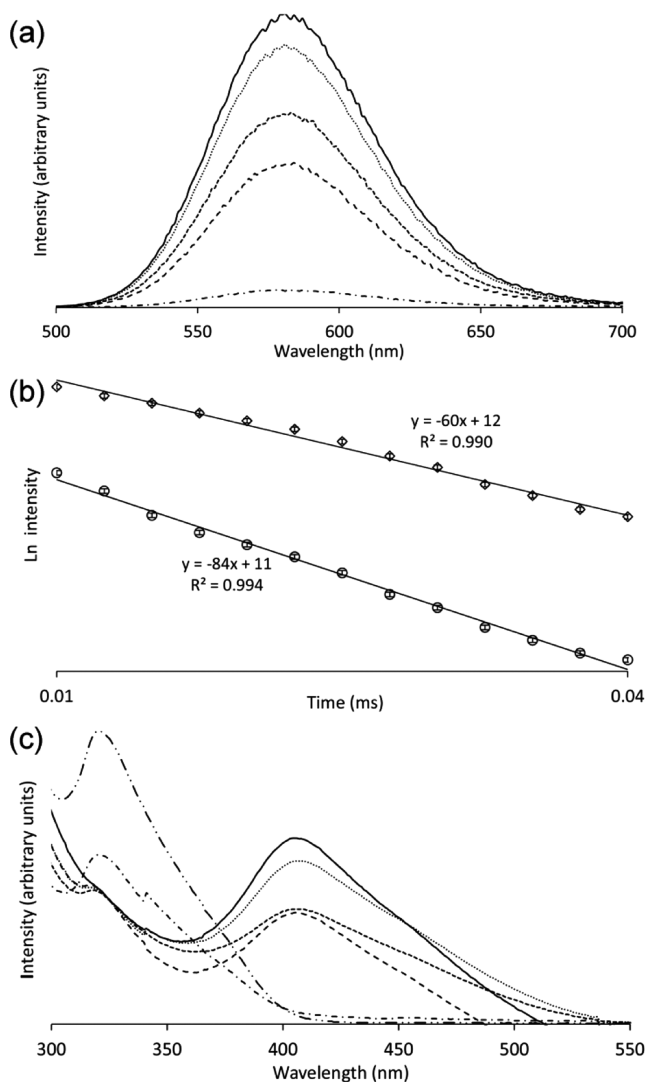 (a)
Intensity (arbitrary units)
500 550 600 650 700
Wavelength (nm)
(b)
Ln intensity
y = -60x + 12
R² = 0.990
y = -84x + 11
R² = 0.994
0.01 0.04
Time (ms)
(c)
Intensity (arbitrary units)
300 350 400 450 500 550
Wavelength (nm)